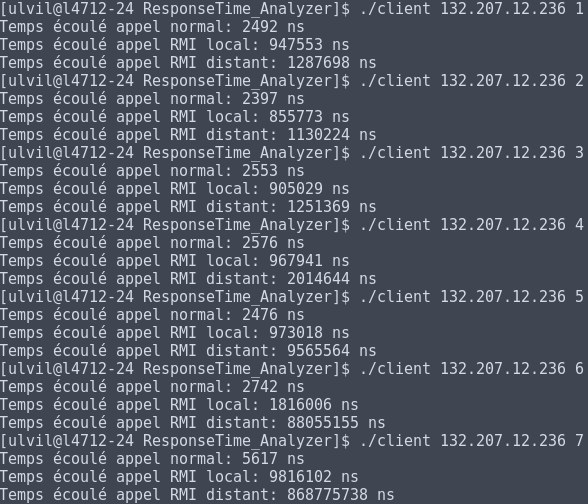 [ulvil@l4712-24 ResponseTime_Analyzer]$ ./client 132.207.12.236 1
Temps écoulé appel normal: 2492 ns
Temps écoulé appel RMI local: 947553 ns
Temps écoulé appel RMI distant: 1287698 ns
[ulvil@l4712-24 ResponseTime_Analyzer]$ ./client 132.207.12.236 2
Temps écoulé appel normal: 2397 ns
Temps écoulé appel RMI local: 855773 ns
Temps écoulé appel RMI distant: 1130224 ns
[ulvil@l4712-24 ResponseTime_Analyzer]$ ./client 132.207.12.236 3
Temps écoulé appel normal: 2553 ns
Temps écoulé appel RMI local: 905029 ns
Temps écoulé appel RMI distant: 1251369 ns
[ulvil@l4712-24 ResponseTime_Analyzer]$ ./client 132.207.12.236 4
Temps écoulé appel normal: 2576 ns
Temps écoulé appel RMI local: 967941 ns
Temps écoulé appel RMI distant: 2014644 ns
[ulvil@l4712-24 ResponseTime_Analyzer]$ ./client 132.207.12.236 5
Temps écoulé appel normal: 2476 ns
Temps écoulé appel RMI local: 973018 ns
Temps écoulé appel RMI distant: 9565564 ns
[ulvil@l4712-24 ResponseTime_Analyzer]$ ./client 132.207.12.236 6
Temps écoulé appel normal: 2742 ns
Temps écoulé appel RMI local: 1816006 ns
Temps écoulé appel RMI distant: 88055155 ns
[ulvil@l4712-24 ResponseTime_Analyzer]$ ./client 132.207.12.236 7
Temps écoulé appel normal: 5617 ns
Temps écoulé appel RMI local: 9816102 ns
Temps écoulé appel RMI distant: 868775738 ns